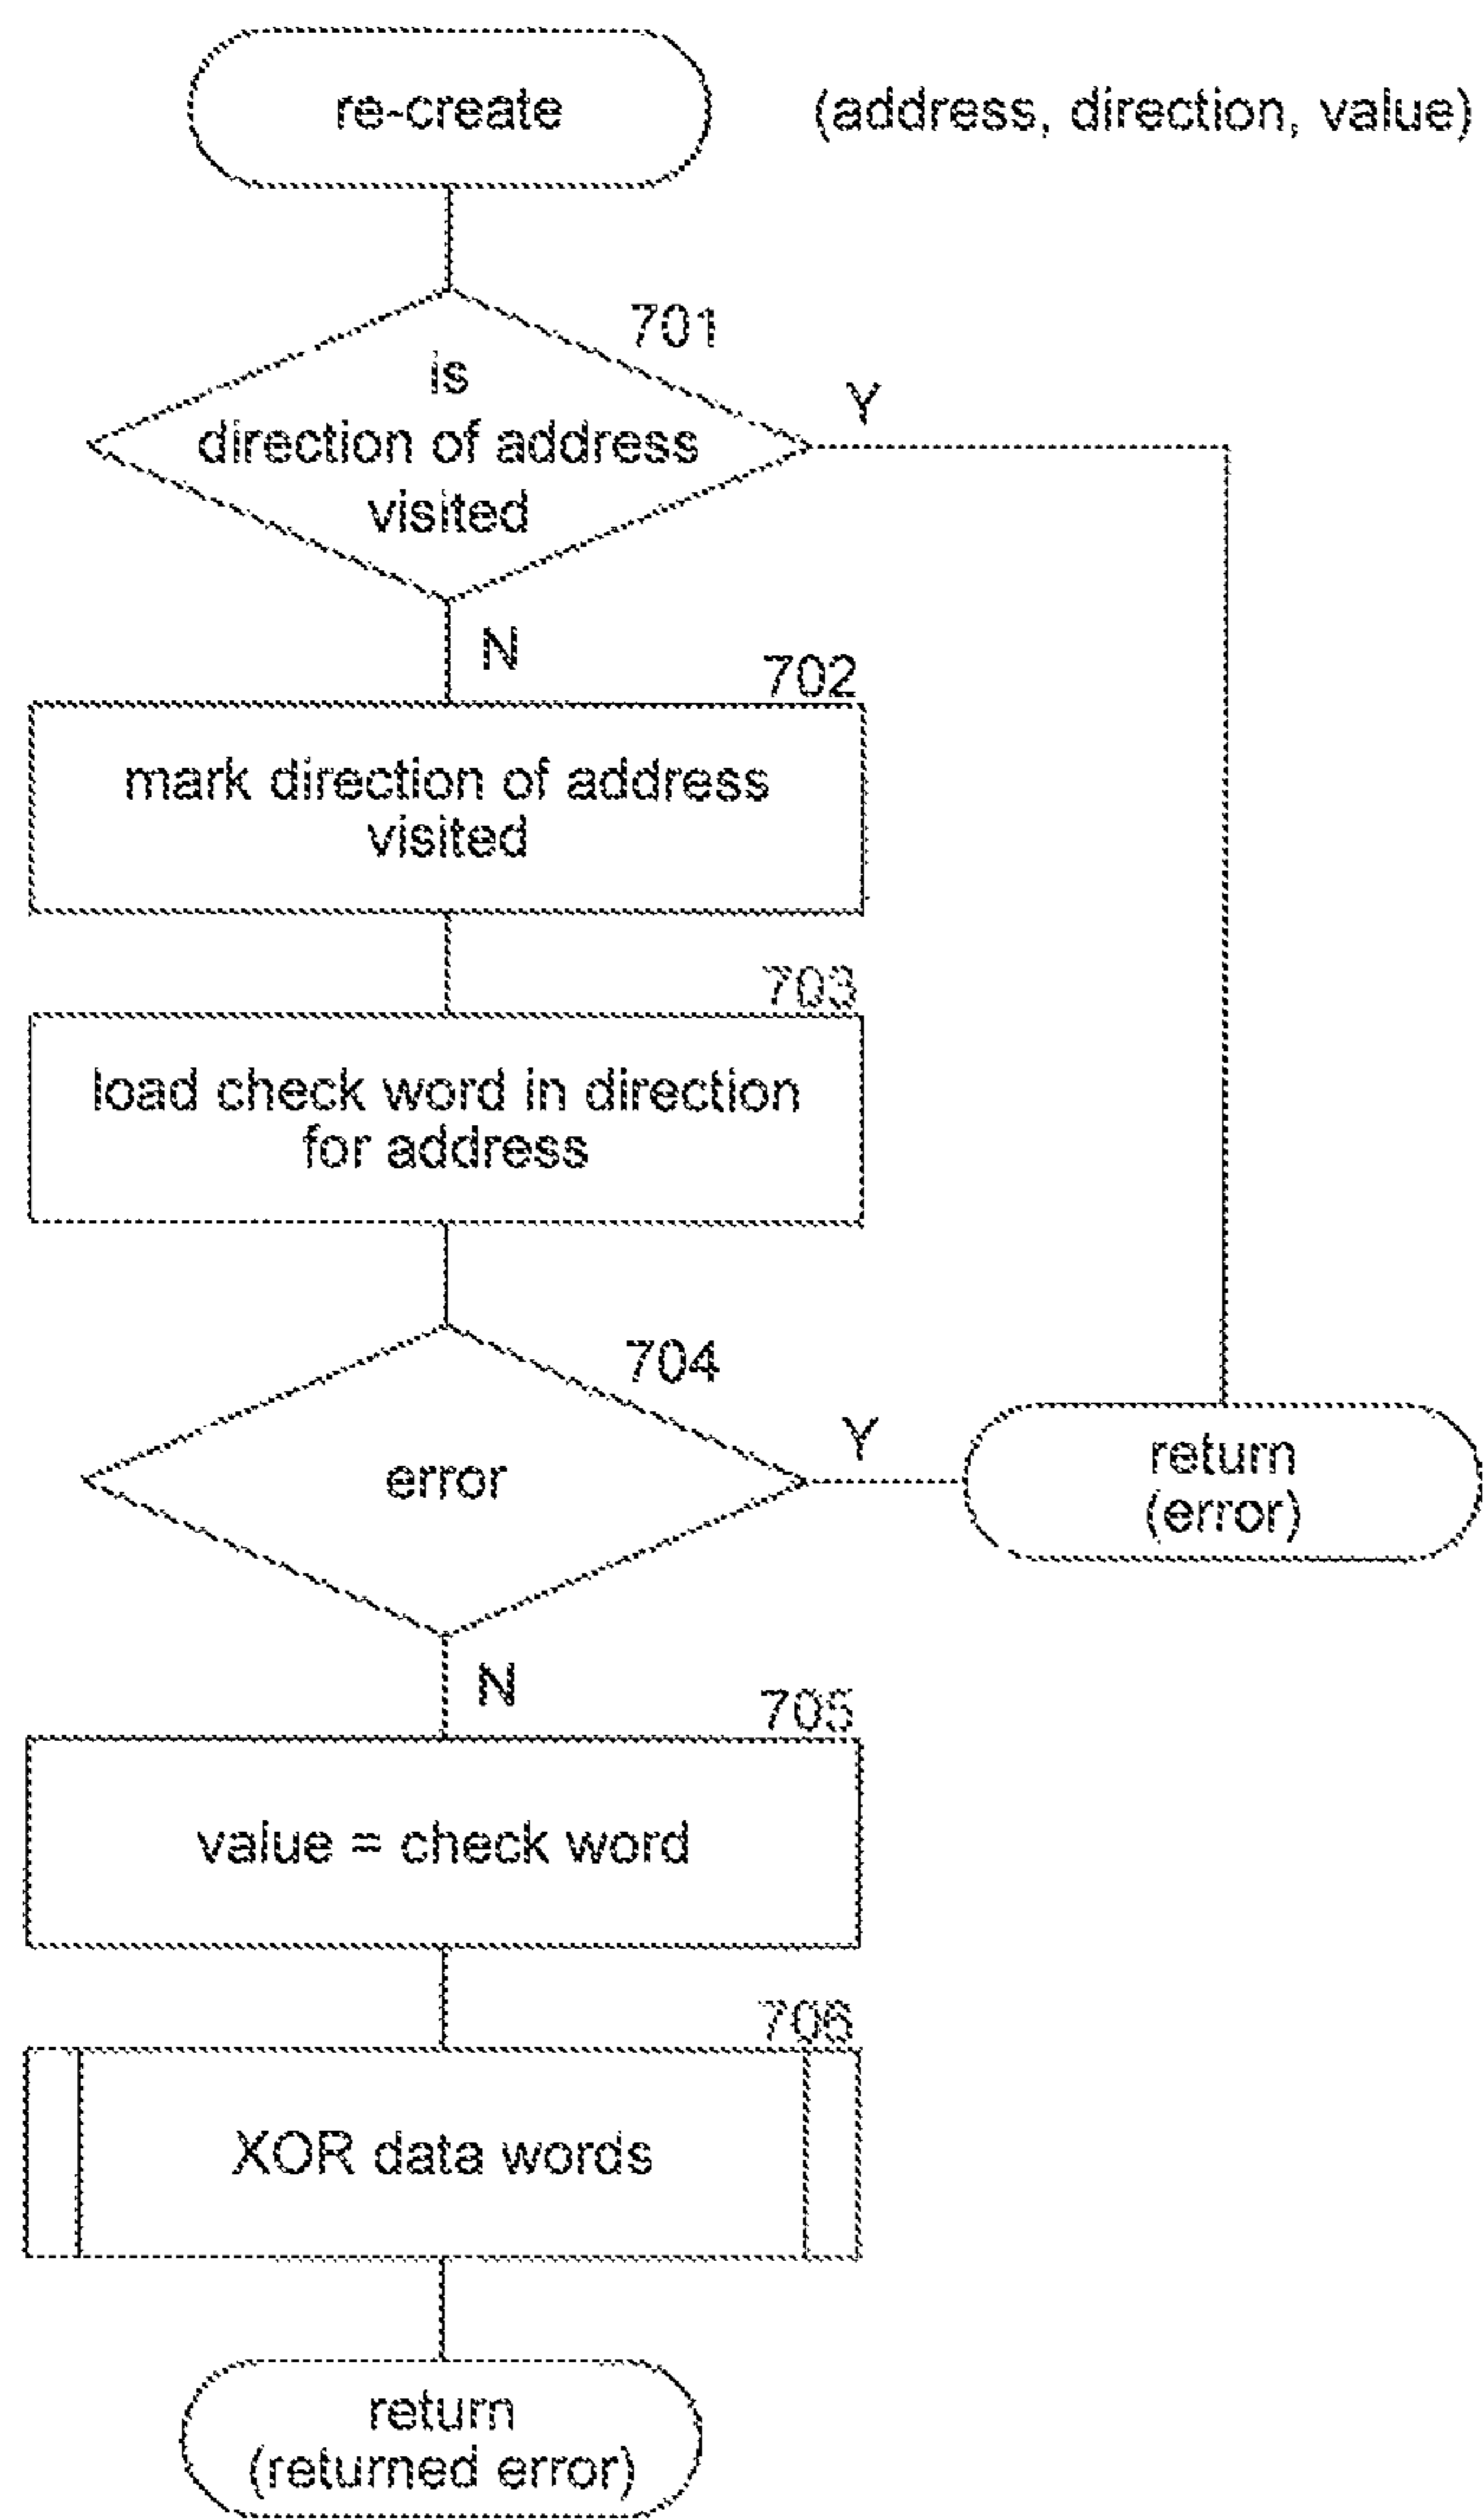 re-create
(address, direction, value)
701
is
direction of address
visited
Y
N
702
mark direction of address
visited
703
load check word in direction
for address
704
error
Y
return
(error)
N
705
value = check word
706
XOR data words
return
(returned error)